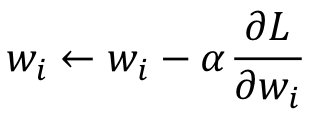 w_i ← w_i − α ∂L/∂w_i